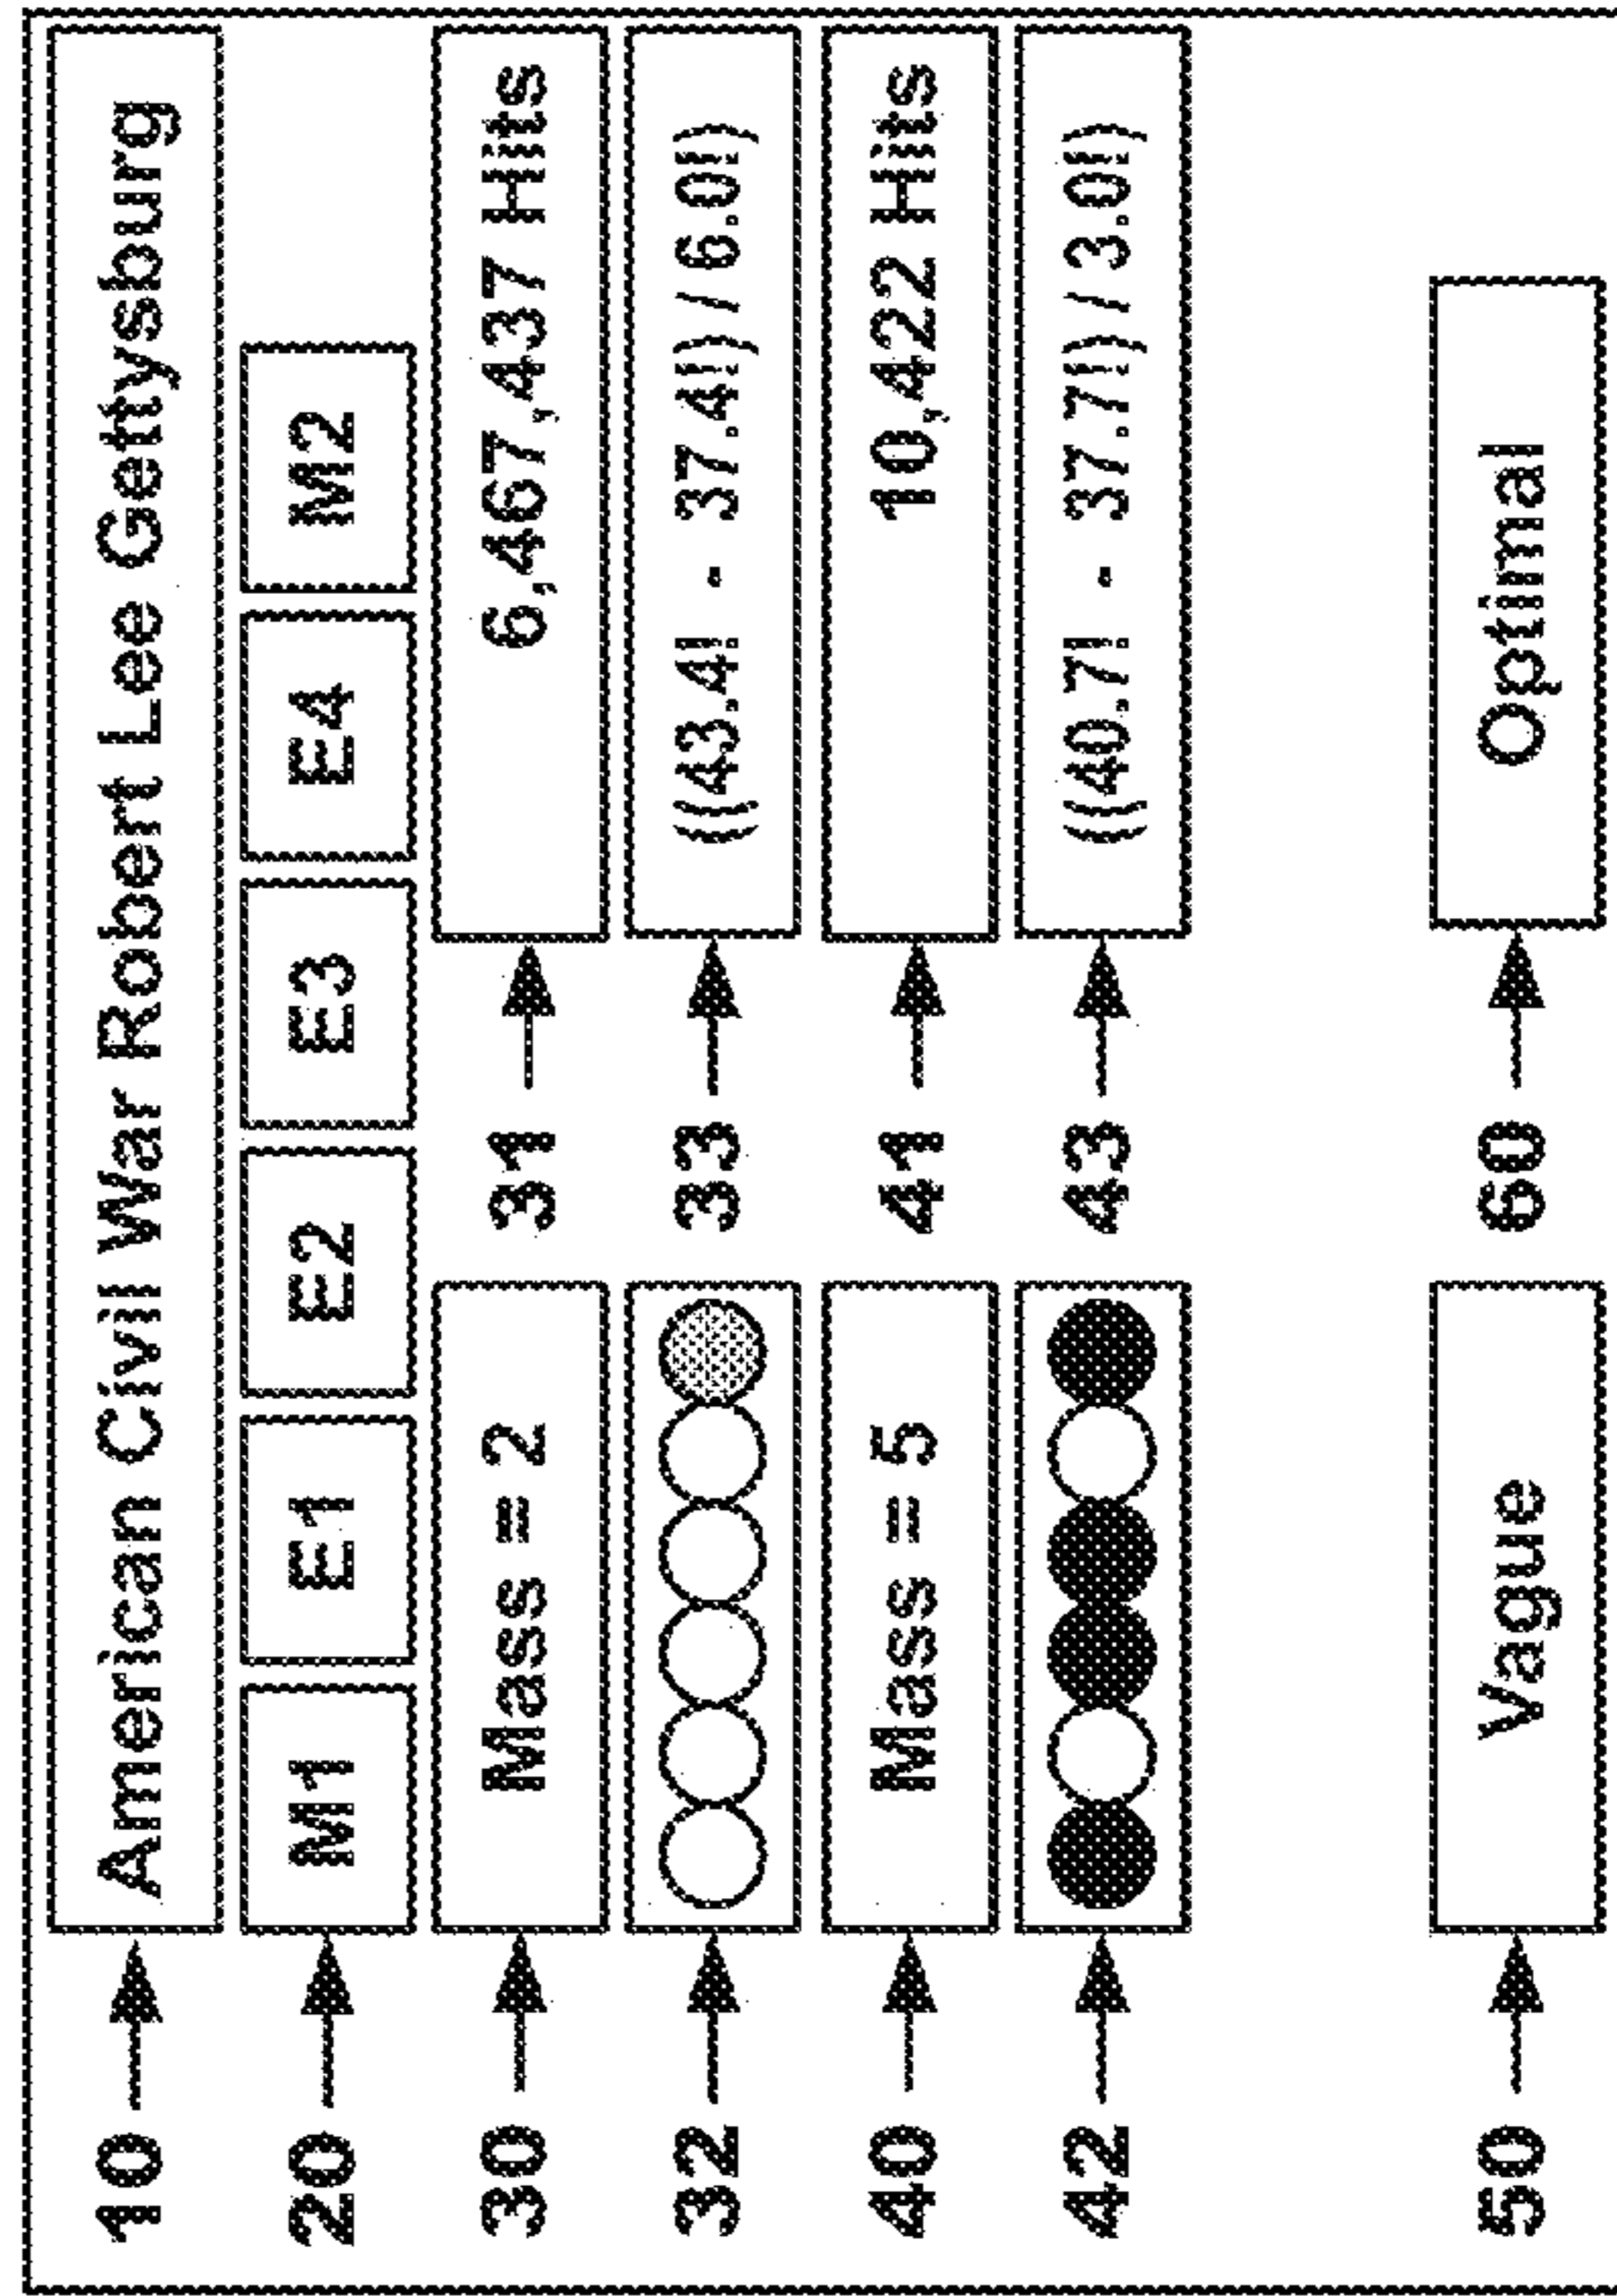 10 American Civil War Robert Lee Gettysburg
20 M1 E1 E2 E3 E4 M2
30 Mass = 2 31 6,467,437 Hits
32 33 ((43.4! - 37.4!) / 6.0!)
40 Mass = 5 41 10,422 Hits
42 43 ((40.7! - 37.7!) / 3.0!)
50 Vague 60 Optimal